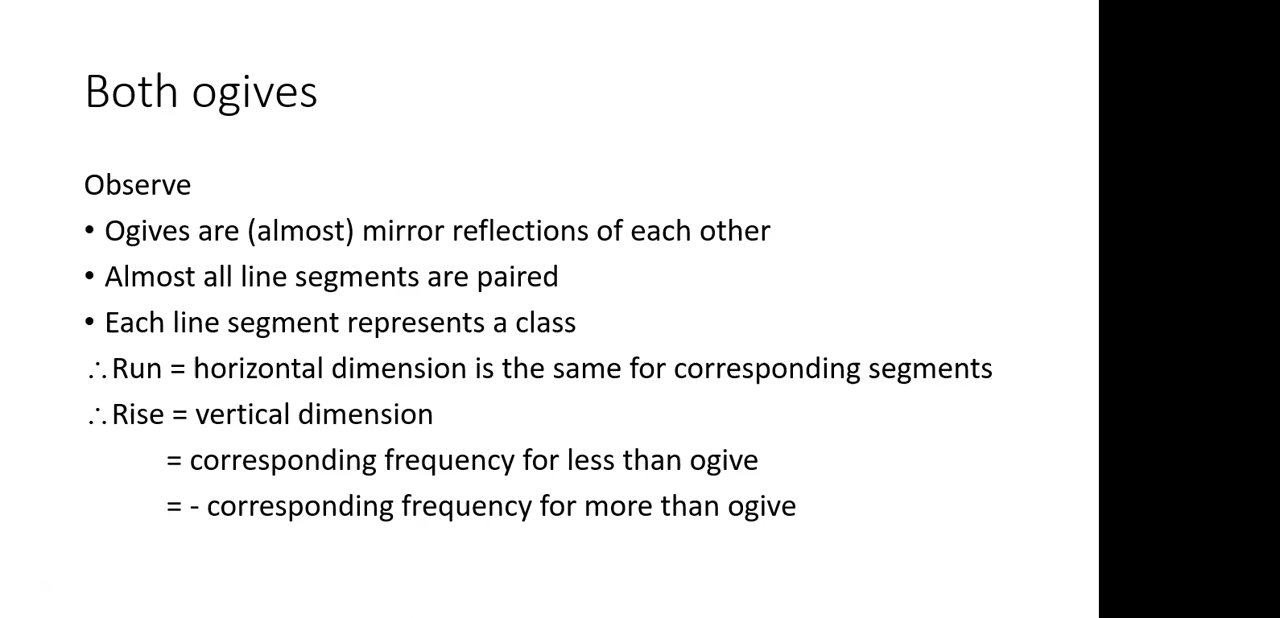 Both ogives
Observe
• Ogives are (almost) mirror reflections of each other
• Almost all line segments are paired
• Each line segment represents a class
∴Run = horizontal dimension is the same for corresponding segments
∴Rise = vertical dimension
= corresponding frequency for less than ogive
= - corresponding frequency for more than ogive